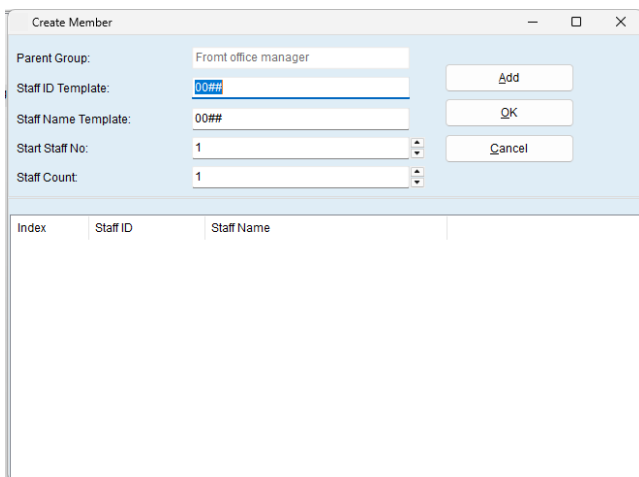 Create Member
Parent Group: Fromt office manager
Staff ID Template: 00##
Add
Staff Name Template: 00##
OK
Start Staff No: 1
Cancel
Staff Count: 1
Index Staff ID Staff Name